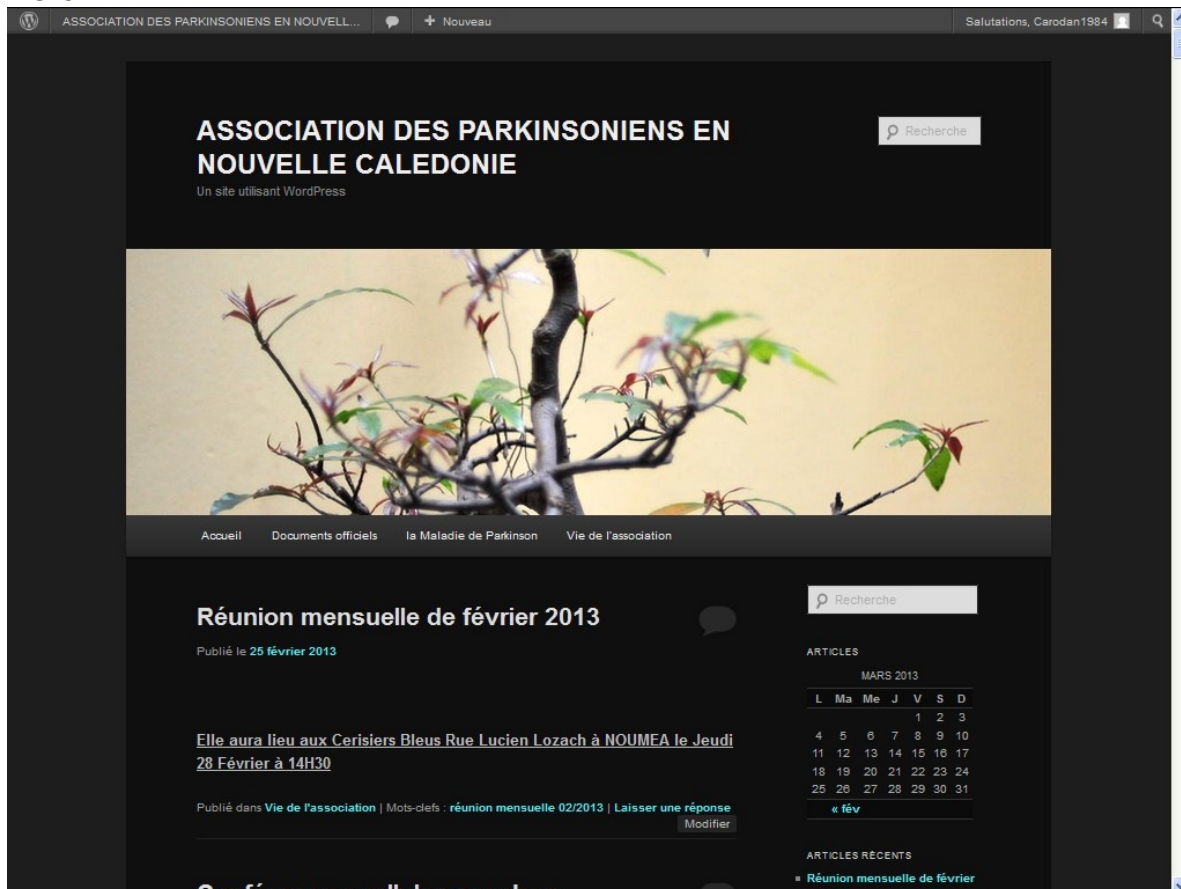 ASSOCIATION DES PARKINSONIENS EN NOUVELL...
Nouveau
Salutations, Carodan1984
ASSOCIATION DES PARKINSONIENS EN
NOUVELLE CALEDONIE
Un site utilisant WordPress
Recherche
Accueil Documents officiels la Maladie de Parkinson Vie de l'association
Réunion mensuelle de février 2013
Publié le 25 février 2013
Elle aura lieu aux Cerisiers Bleus Rue Lucien Lozach à NOUMEA le Jeudi
28 Février à 14H30
Publié dans Vie de l'association | Mots-clefs : réunion mensuelle 02/2013 | Laisser une réponse
Modifier
Recherche
ARTICLES
MARS 2013
L Ma Me J V S D
1 2 3
4 5 6 7 8 9 10
11 12 13 14 15 16 17
18 19 20 21 22 23 24
25 26 27 28 29 30 31
« fév
ARTICLES RÉCENTS
Réunion mensuelle de février